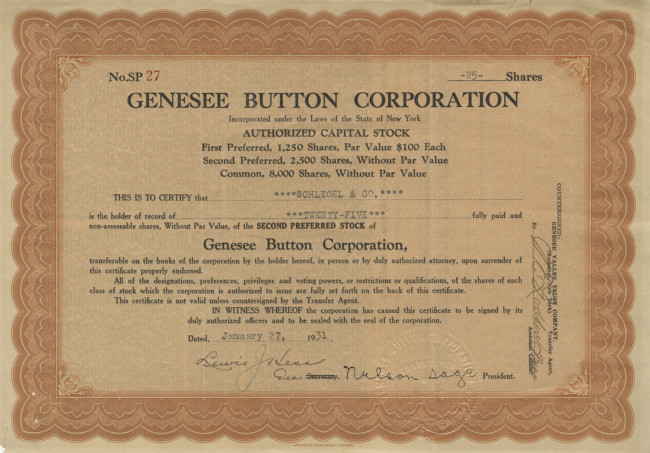 No. SP 27 -25- Shares
GENESEE BUTTON CORPORATION
Incorporated under the Laws of the State of New York
AUTHORIZED CAPITAL STOCK
First Preferred, 1,250 Shares, Par Value $100 Each
Second Preferred, 2,500 Shares, Without Par Value
Common, 8,000 Shares, Without Par Value
THIS IS TO CERTIFY that ****SCHLEGEL & CO.****
is the holder of record of ***TWENTY-FIVE*** fully paid and
non-assessable shares, Without Par Value, of the SECOND PREFERRED STOCK of
Genesee Button Corporation,
transferable on the books of the corporation by the holder hereof, in person or by duly authorized attorney, upon surrender of
this certificate properly endorsed.
All of the designations, preferences, privileges and voting powers, or restrictions or qualifications, of the shares of each
class of stock which the corporation is authorized to issue are fully set forth on the back of this certificate.
This certificate is not valid unless countersigned by the Transfer Agent.
IN WITNESS WHEREOF the corporation has caused this certificate to be signed by its
duly authorized officers and to be sealed with the seal of the corporation.
Dated, January 27, 1931
Lewis J Hess
Secretary. Nelson Sage President.
COUNTERSIGNED:
GENESEE VALLEY TRUST COMPANY,
Transfer Agent,
By